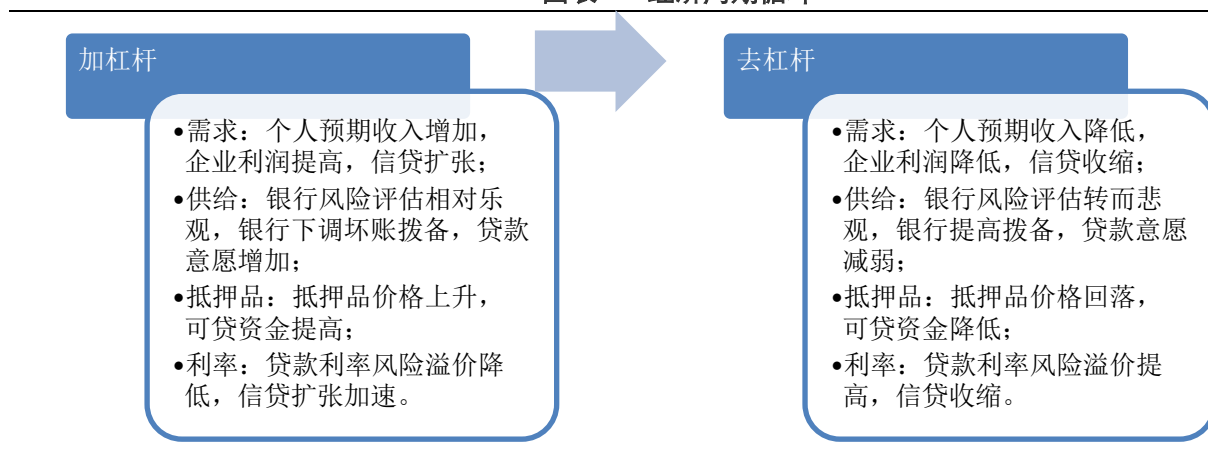 加杠杆
•需求：个人预期收入增加，
企业利润提高，信贷扩张；
•供给：银行风险评估相对乐
观，银行下调坏账拨备，贷款
意愿增加；
•抵押品：抵押品价格上升，
可贷资金提高；
•利率：贷款利率风险溢价降
低，信贷扩张加速。
去杠杆
•需求：个人预期收入降低，
企业利润降低，信贷收缩；
•供给：银行风险评估转而悲
观，银行提高拨备，贷款意愿
减弱；
•抵押品：抵押品价格回落，
可贷资金降低；
•利率：贷款利率风险溢价提
高，信贷收缩。